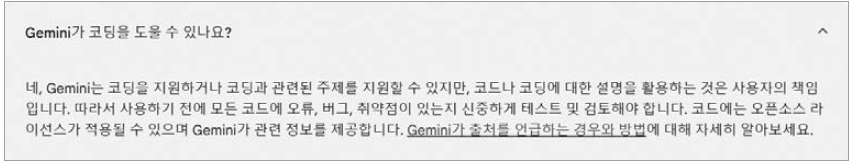 Gemini가 코딩을 도울 수 있나요?
네, Gemini는 코딩을 지원하거나 코딩과 관련된 주제를 지원할 수 있지만, 코드나 코딩에 대한 설명을 활용하는 것은 사용자의 책임
입니다. 따라서 사용하기 전에 모든 코드에 오류, 버그, 취약점이 있는지 신중하게 테스트 및 검토해야 합니다. 코드에는 오픈소스 라
이선스가 적용될 수 있으며 Gemini가 관련 정보를 제공합니다. Gemini가 출처를 언급하는 경우와 방법에 대해 자세히 알아보세요.